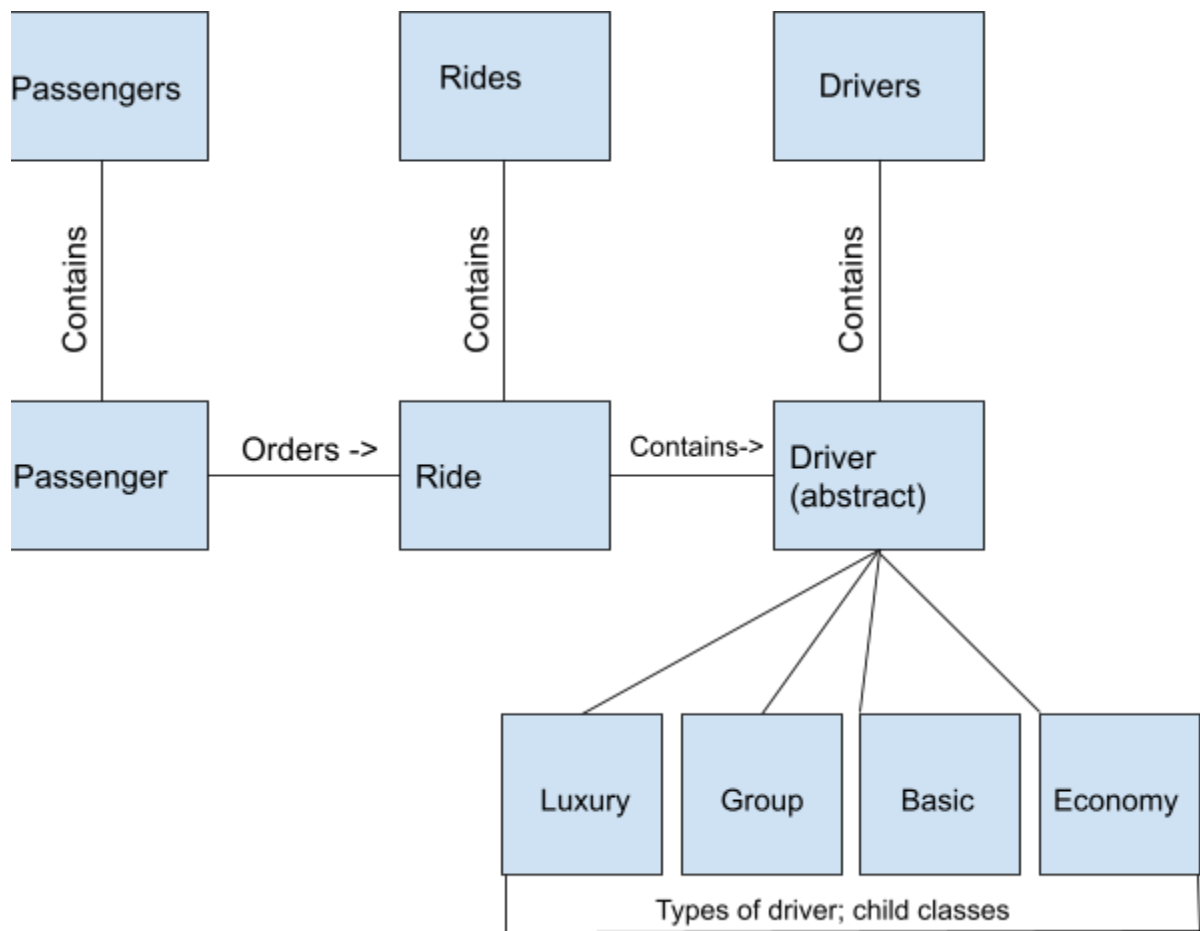 Passengers
Rides
Drivers
Contains
Contains
Contains
Passenger
Orders ->
Ride
Contains->
Driver
(abstract)
Luxury
Group
Basic
Economy
Types of driver; child classes